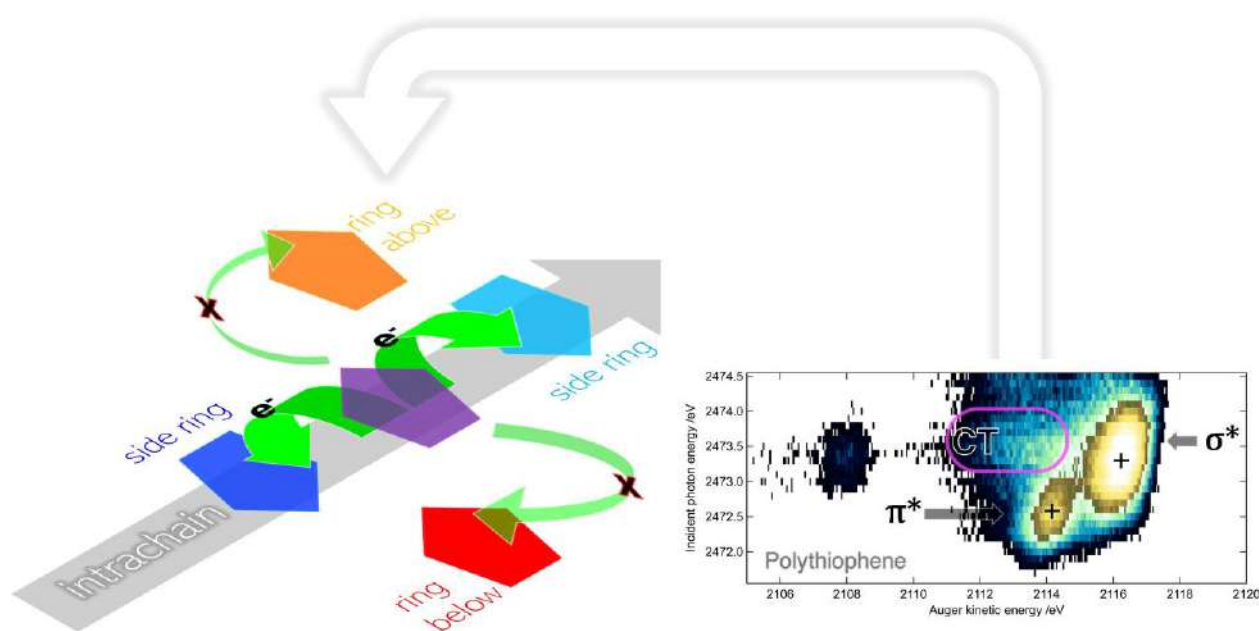 ring
above
X
e-
side ring
e-
side ring
X
intrachain
ring
below
2474.5
2474.0
2473.5
2473.0
2472.5
2472.0
Incident photon energy /eV
CT
+
σ*
π*
+
Polythiophene
2106 2108 2110 2112 2114 2116 2118 2120
Auger kinetic energy /eV